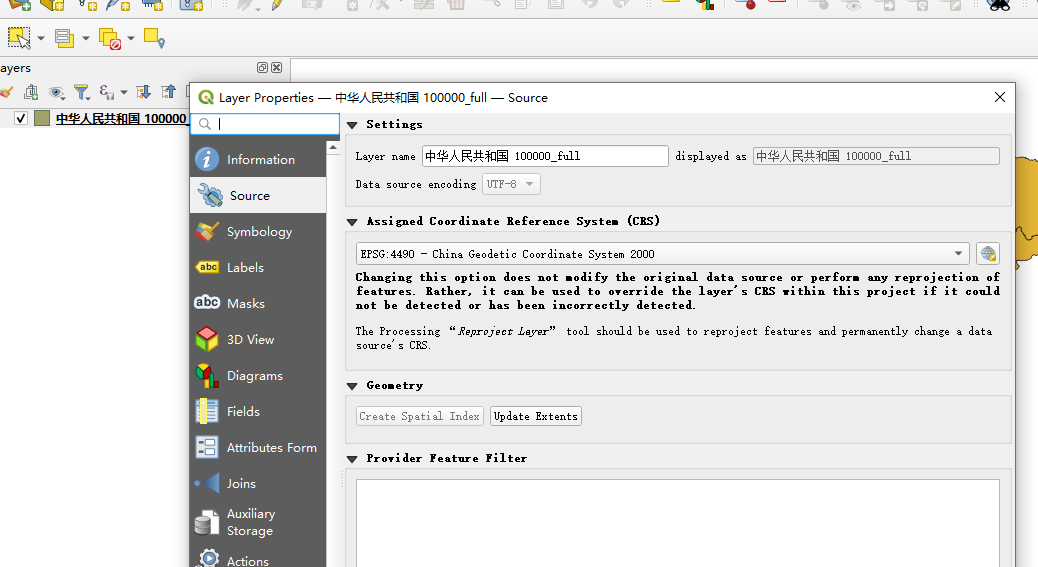 ayers
中华人民共和国 100000_
Layer Properties — 中华人民共和国 100000_full — Source
Information
Source
Symbology
abc Labels
abc Masks
3D View
Diagrams
Fields
Attributes Form
Joins
Auxiliary
Storage
Actions
Settings
Layer name 中华人民共和国 100000_full displayed as 中华人民共和国 100000_full
Data source encoding UTF-8
Assigned Coordinate Reference System (CRS)
EPSG:4490 - China Geodetic Coordinate System 2000
Changing this option does not modify the original data source or perform any reprojection of
features. Rather, it can be used to override the layer's CRS within this project if it could
not be detected or has been incorrectly detected.
The Processing “Reproject Layer” tool should be used to reproject features and permanently change a data
source's CRS.
Geometry
Create Spatial Index Update Extents
Provider Feature Filter